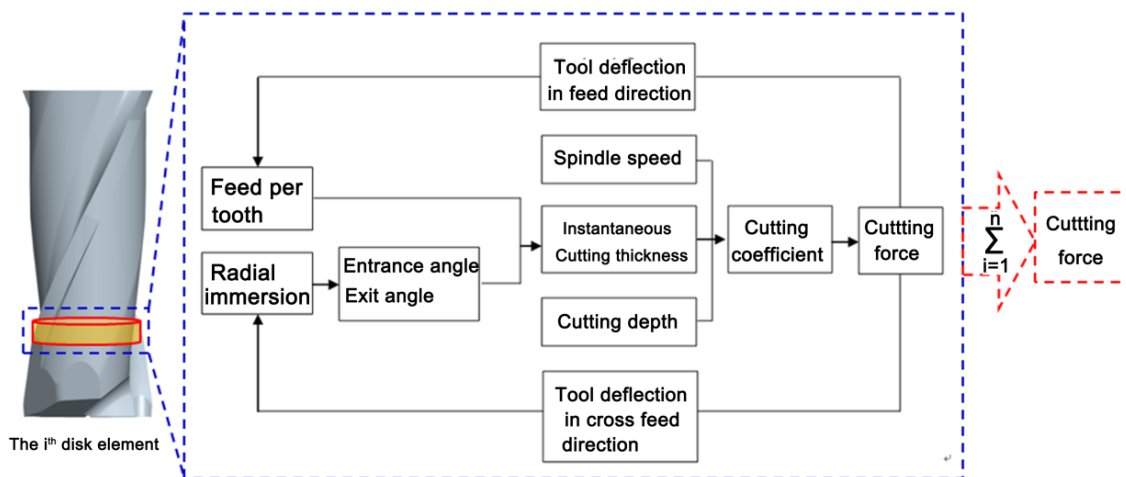 Tool deflection
in feed direction
Spindle speed
Feed per
tooth
Instantaneous
Cutting thickness
Cutting
coefficient
Cuttting
force
n
∑
i=1
Cuttting
force
Radial
immersion
Entrance angle
Exit angle
Cutting depth
Tool deflection
in cross feed
direction
The iᵗʰ disk element